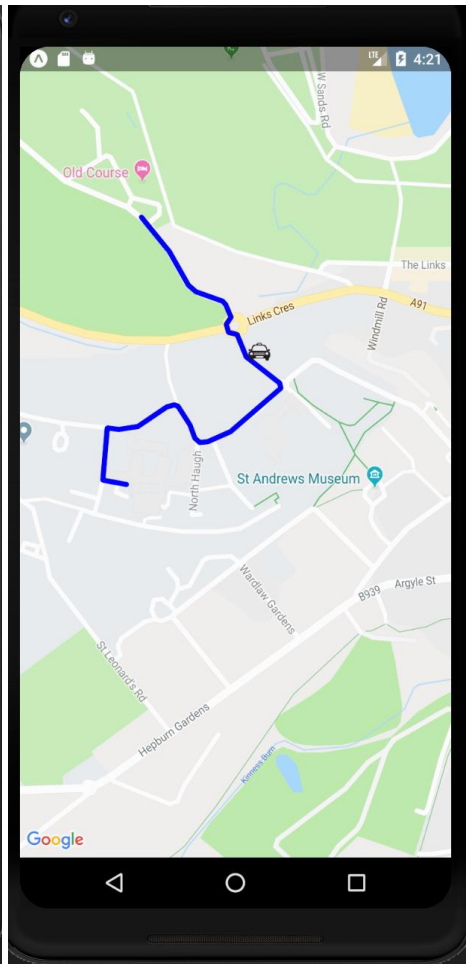 LTE
4:21
W Sands Rd
Old Course
The Links
Links Cres
A91
Windmill Rd
North Haugh
St Andrews Museum
Wardlaw Gardens
B939
Argyle St
St Leonard's Rd
Hepburn Gardens
Kinness Burn
Google